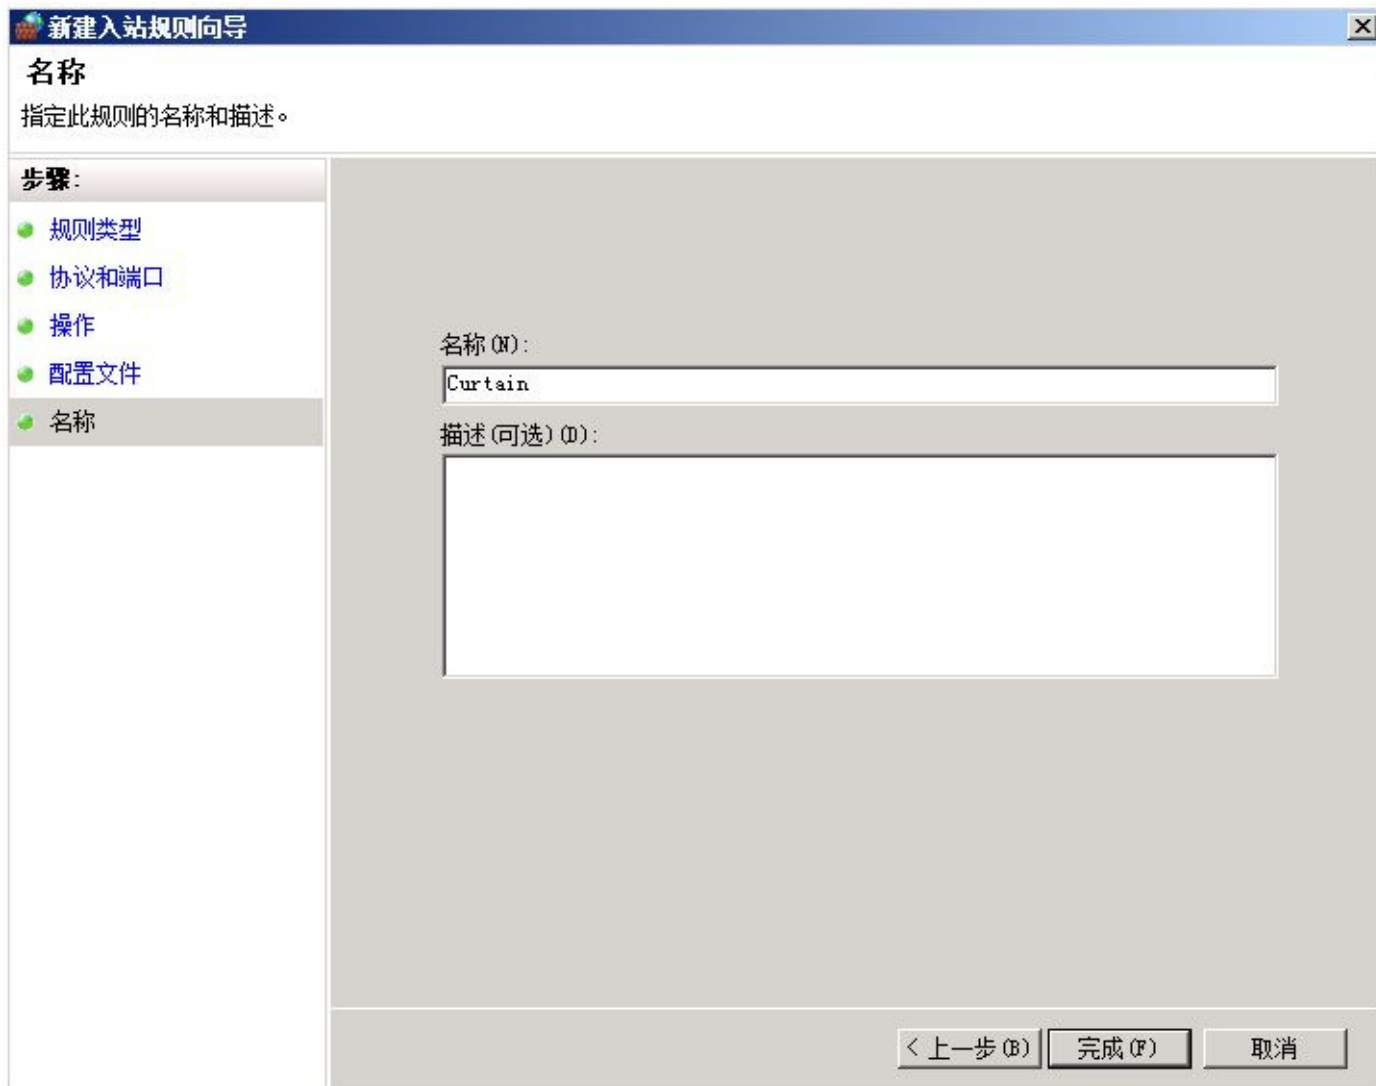 新建入站规则向导
名称
指定此规则的名称和描述。
步骤:
规则类型
协议和端口
操作
配置文件
名称
名称(N):
Curtain
描述(可选)(D):
< 上一步(B)
完成(F)
取消